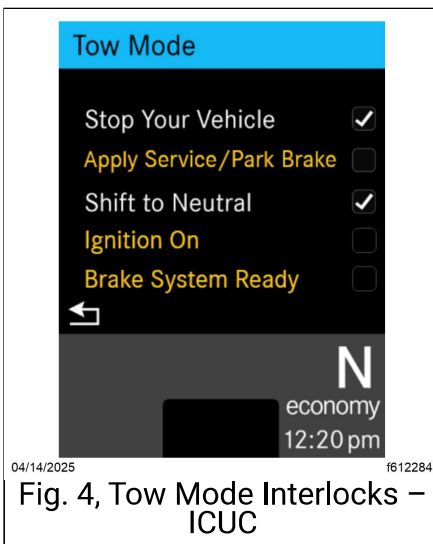 Tow Mode
Stop Your Vehicle
Apply Service/Park Brake
Shift to Neutral
Ignition On
Brake System Ready
N
economy
12:20 pm
04/14/2025 f612284
Fig. 4, Tow Mode Interlocks –
ICUC